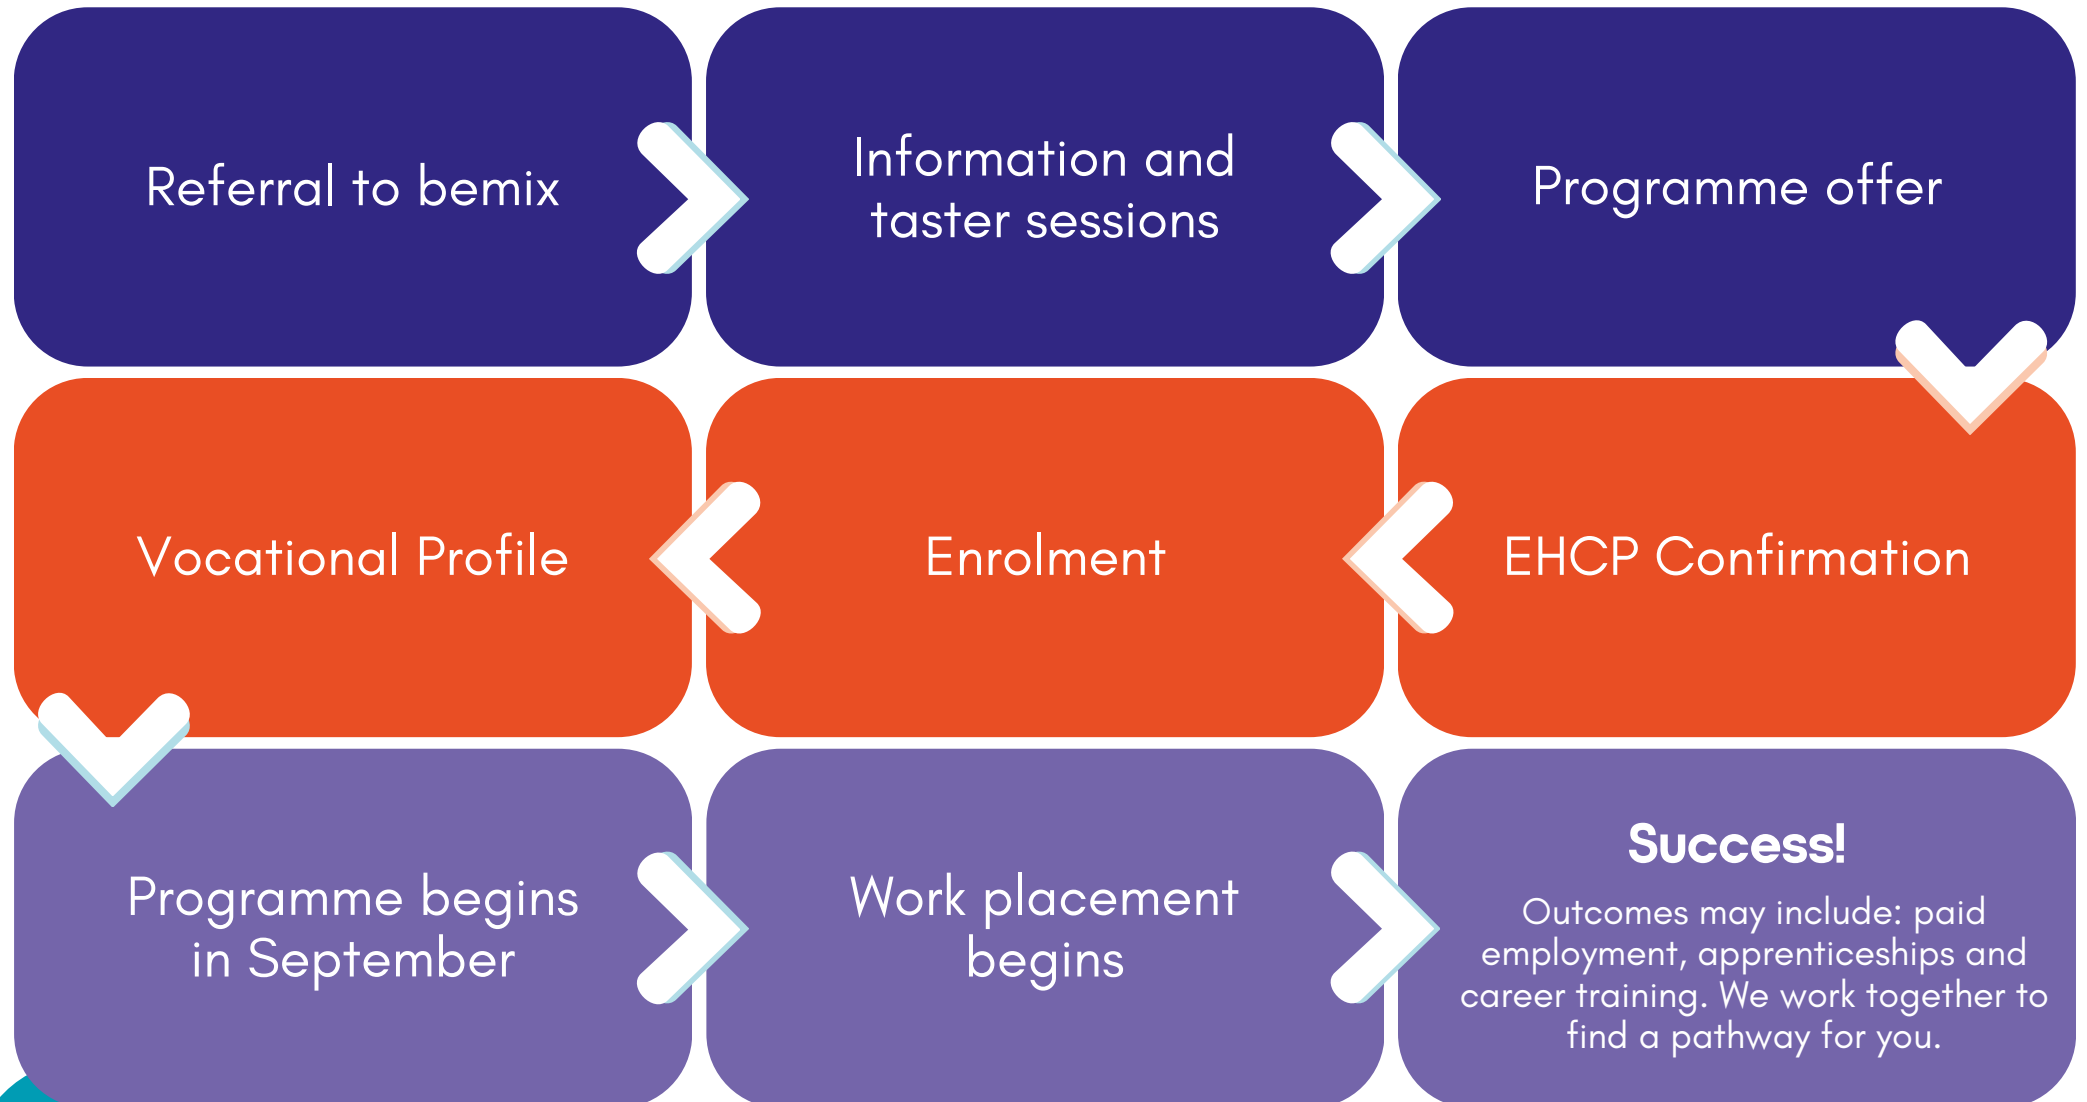 Referral to bemix
Information and
taster sessions
Programme offer
EHCP Confirmation
Enrolment
Vocational Profile
Programme begins
in September
Work placement
begins
Success!
Outcomes may include: paid
employment, apprenticeships and
career training. We work together to
find a pathway for you.